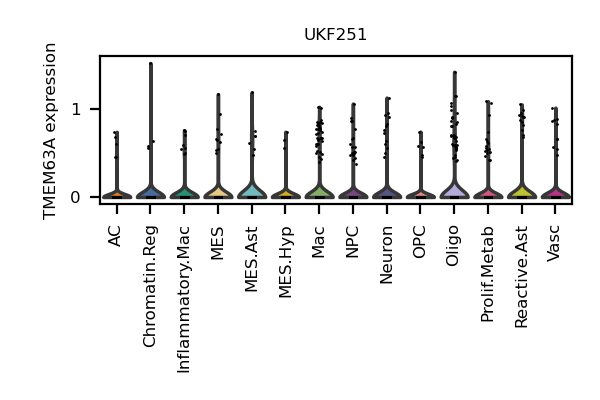 UKF251
TMEM63A expression
1
0
AC
Chromatin.Reg
Inflammatory.Mac
MES
MES.Ast
MES.Hyp
Mac
NPC
Neuron
OPC
Oligo
Prolif.Metab
Reactive.Ast
Vasc